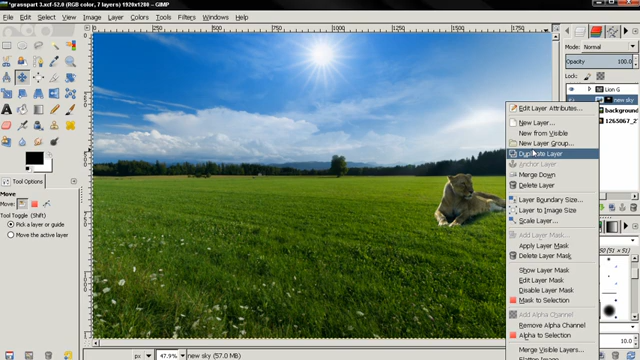 *grasspart 3.xcf-52.0 (RGB color, 7 layers) 1920x1200 – GIMP
File Edit Select View Image Layer Colors Tools Filters Windows Help
Mode: Normal
Opacity 100.0
Lock:
Lion G
new sky
background
1265067_
Edit Layer Attributes...
New Layer...
New from Visible
New Layer Group...
Duplicate Layer
Anchor Layer
Merge Down
Delete Layer
Layer Boundary Size...
Layer to Image Size
Scale Layer...
Add Layer Mask...
Apply Layer Mask
Delete Layer Mask
Show Layer Mask
Edit Layer Mask
Disable Layer Mask
Mask to Selection
Add Alpha Channel
Remove Alpha Channel
Alpha to Selection
Merge Visible Layers...
Flatten Image
Tool Options
Move
Tool Toggle (Shift)
Pick a layer or guide
Move the active layer
(51 × 51)
10.0
px 47.9% new sky (57.0 MB)